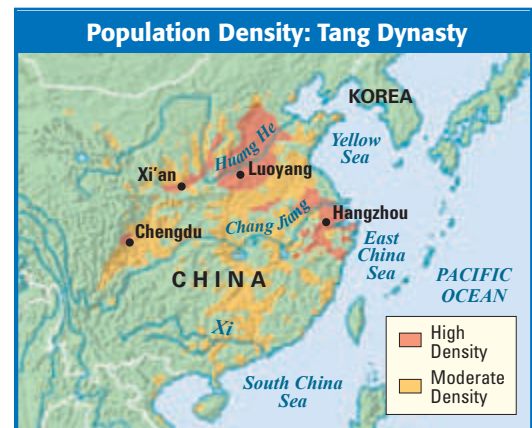 Population Density: Tang Dynasty
KOREA
Yellow
Sea
Huang He
Xi'an
Luoyang
Chang Jiang
Hangzhou
Chengdu
East
China
Sea
CHINA
PACIFIC
OCEAN
Xi
High
Density
Moderate
Density
South China
Sea